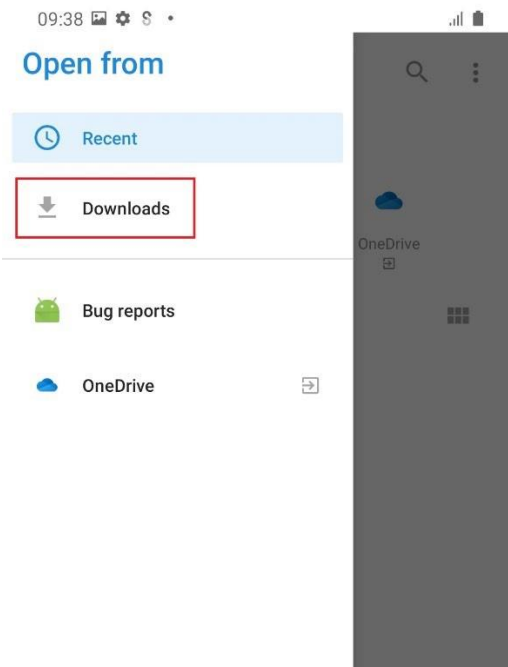 09:38
Open from
Recent
Downloads
OneDrive
Bug reports
OneDrive